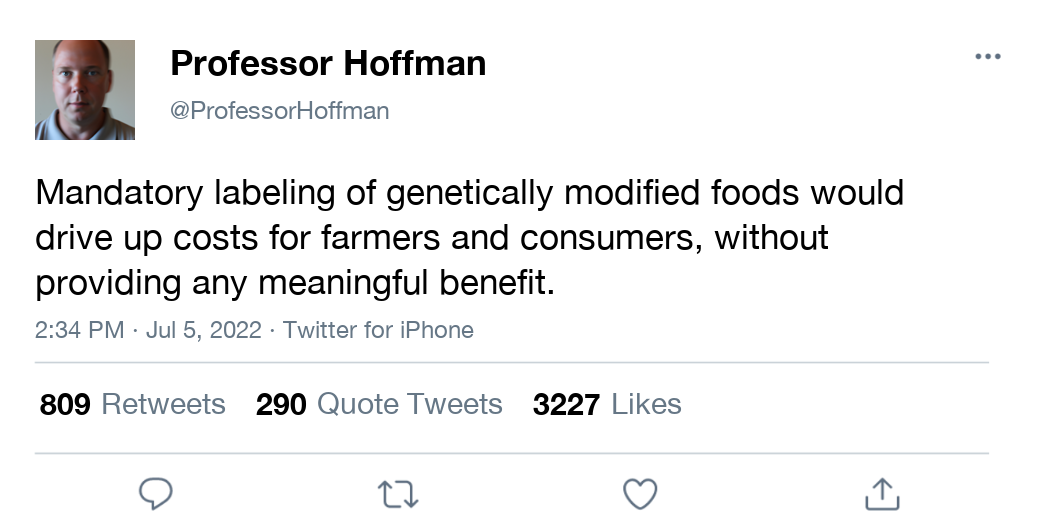 Professor Hoffman
@ProfessorHoffman
Mandatory labeling of genetically modified foods would
drive up costs for farmers and consumers, without
providing any meaningful benefit.
2:34 PM · Jul 5, 2022 · Twitter for iPhone
809 Retweets 290 Quote Tweets 3227 Likes